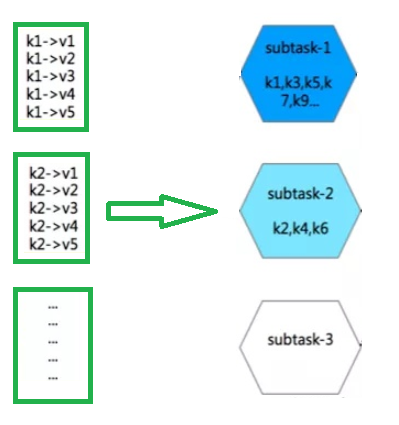 k1->v1
k1->v2
k1->v3
k1->v4
k1->v5
subtask-1
k1,k3,k5,k
7,k9...
k2->v1
k2->v2
k2->v3
k2->v4
k2->v5
subtask-2
k2,k4,k6
...
...
...
...
...
subtask-3